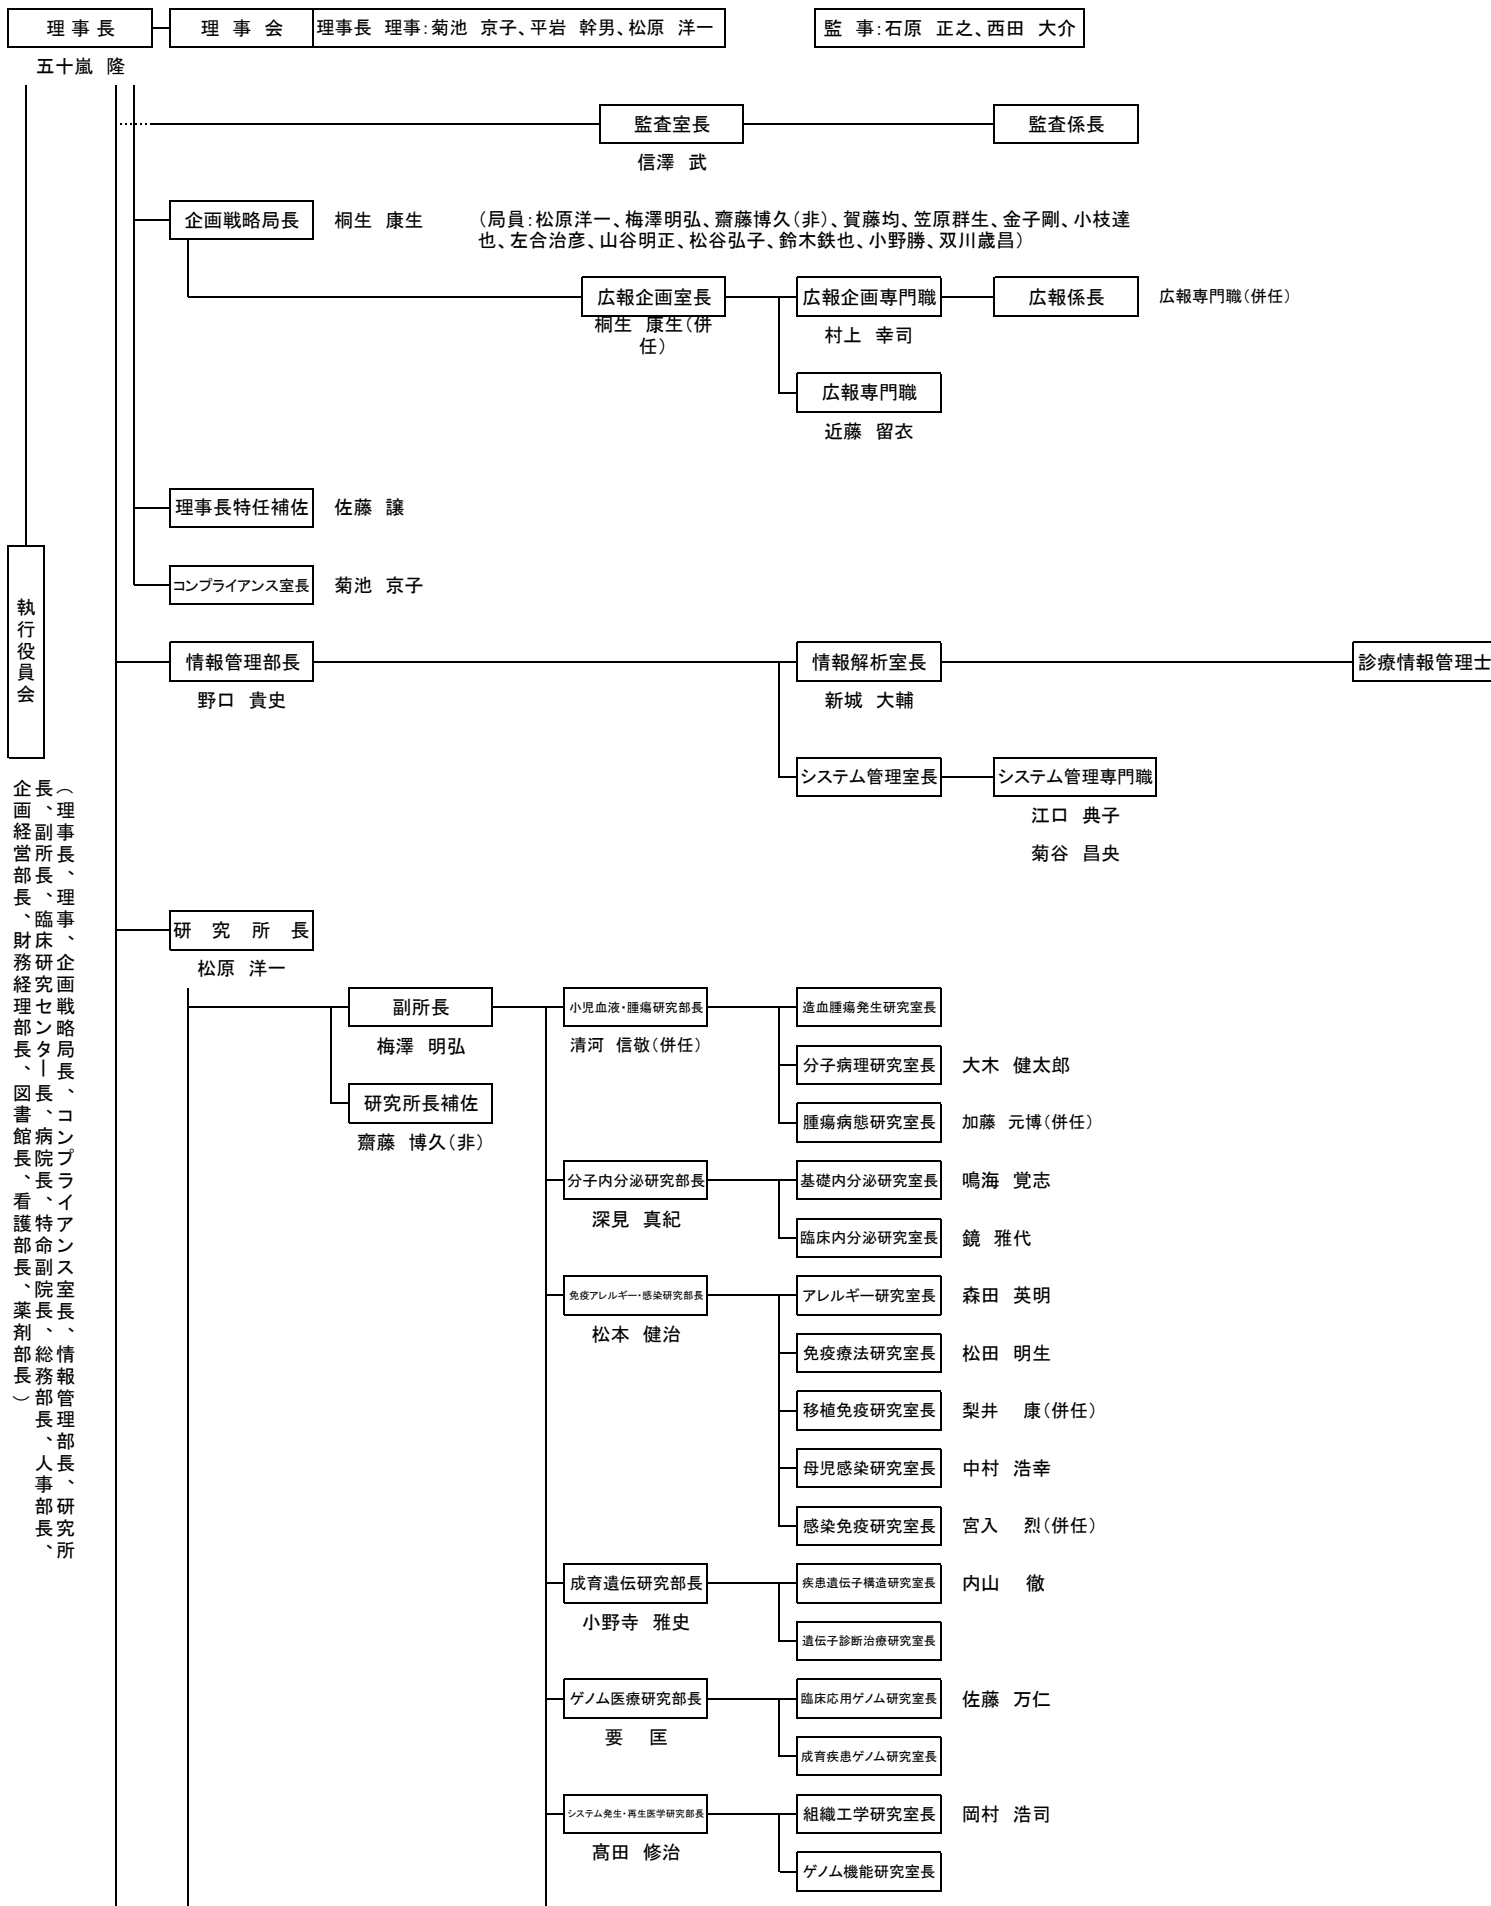 理 事 長
理 事 会
理事長 理事：菊池 京子、平岩 幹男、松原 洋一
監 事：石原 正之、西田 大介
五十嵐 隆
監査室長
監査係長
信澤 武
企画戦略局長
桐生 康生
（局員：松原洋一、梅澤明弘、齋藤博久（非）、賀藤均、笠原群生、金子剛、小枝達
也、左合治彦、山谷明正、松谷弘子、鈴木鉄也、小野勝、双川歳昌）
広報企画室長
広報企画専門職
広報係長
広報専門職（併任）
桐生 康生（併
任）
村上 幸司
広報専門職
近藤 留衣
理事長特任補佐
佐藤 譲
コンプライアンス室長
菊池 京子
執行役員会
（理事長、理事、企画戦略局長、コンプライアンス室長、情報管理部長、研究所
長、副所長、臨床研究センター長、病院長、特命副院長、総務部長、人事部長、
企画経営部長、財務経理部長、図書館長、看護部長、薬剤部長）
情報管理部長
情報解析室長
診療情報管理士
野口 貴史
新城 大輔
システム管理室長
システム管理専門職
江口 典子
菊谷 昌央
研 究 所 長
松原 洋一
副所長
小児血液・腫瘍研究部長
造血腫瘍発生研究室長
梅澤 明弘
清河 信敬（併任）
分子病理研究室長
大木 健太郎
研究所長補佐
腫瘍病態研究室長
加藤 元博（併任）
齋藤 博久（非）
分子内分泌研究部長
基礎内分泌研究室長
鳴海 覚志
深見 真紀
臨床内分泌研究室長
鏡 雅代
免疫アレルギー・感染研究部長
アレルギー研究室長
森田 英明
松本 健治
免疫療法研究室長
松田 明生
移植免疫研究室長
梨井 康（併任）
母児感染研究室長
中村 浩幸
感染免疫研究室長
宮入 烈（併任）
成育遺伝研究部長
疾患遺伝子構造研究室長
内山 徹
小野寺 雅史
遺伝子診断治療研究室長
ゲノム医療研究部長
臨床応用ゲノム研究室長
佐藤 万仁
要 匡
成育疾患ゲノム研究室長
システム発生・再生医学研究部長
組織工学研究室長
岡村 浩司
髙田 修治
ゲノム機能研究室長